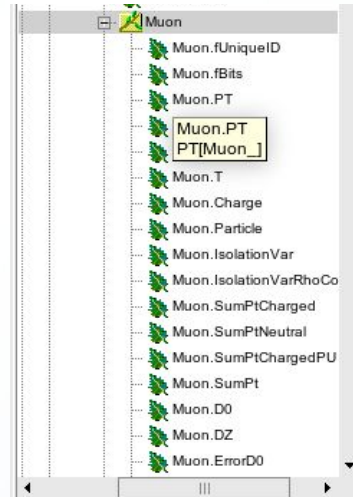 Muon
Muon.fUniqueID
Muon.fBits
Muon.PT
Muon.PT
PT[Muon_]
Muon.T
Muon.Charge
Muon.Particle
Muon.IsolationVar
Muon.IsolationVarRhoCo
Muon.SumPtCharged
Muon.SumPtNeutral
Muon.SumPtChargedPU
Muon.SumPt
Muon.D0
Muon.DZ
Muon.ErrorD0